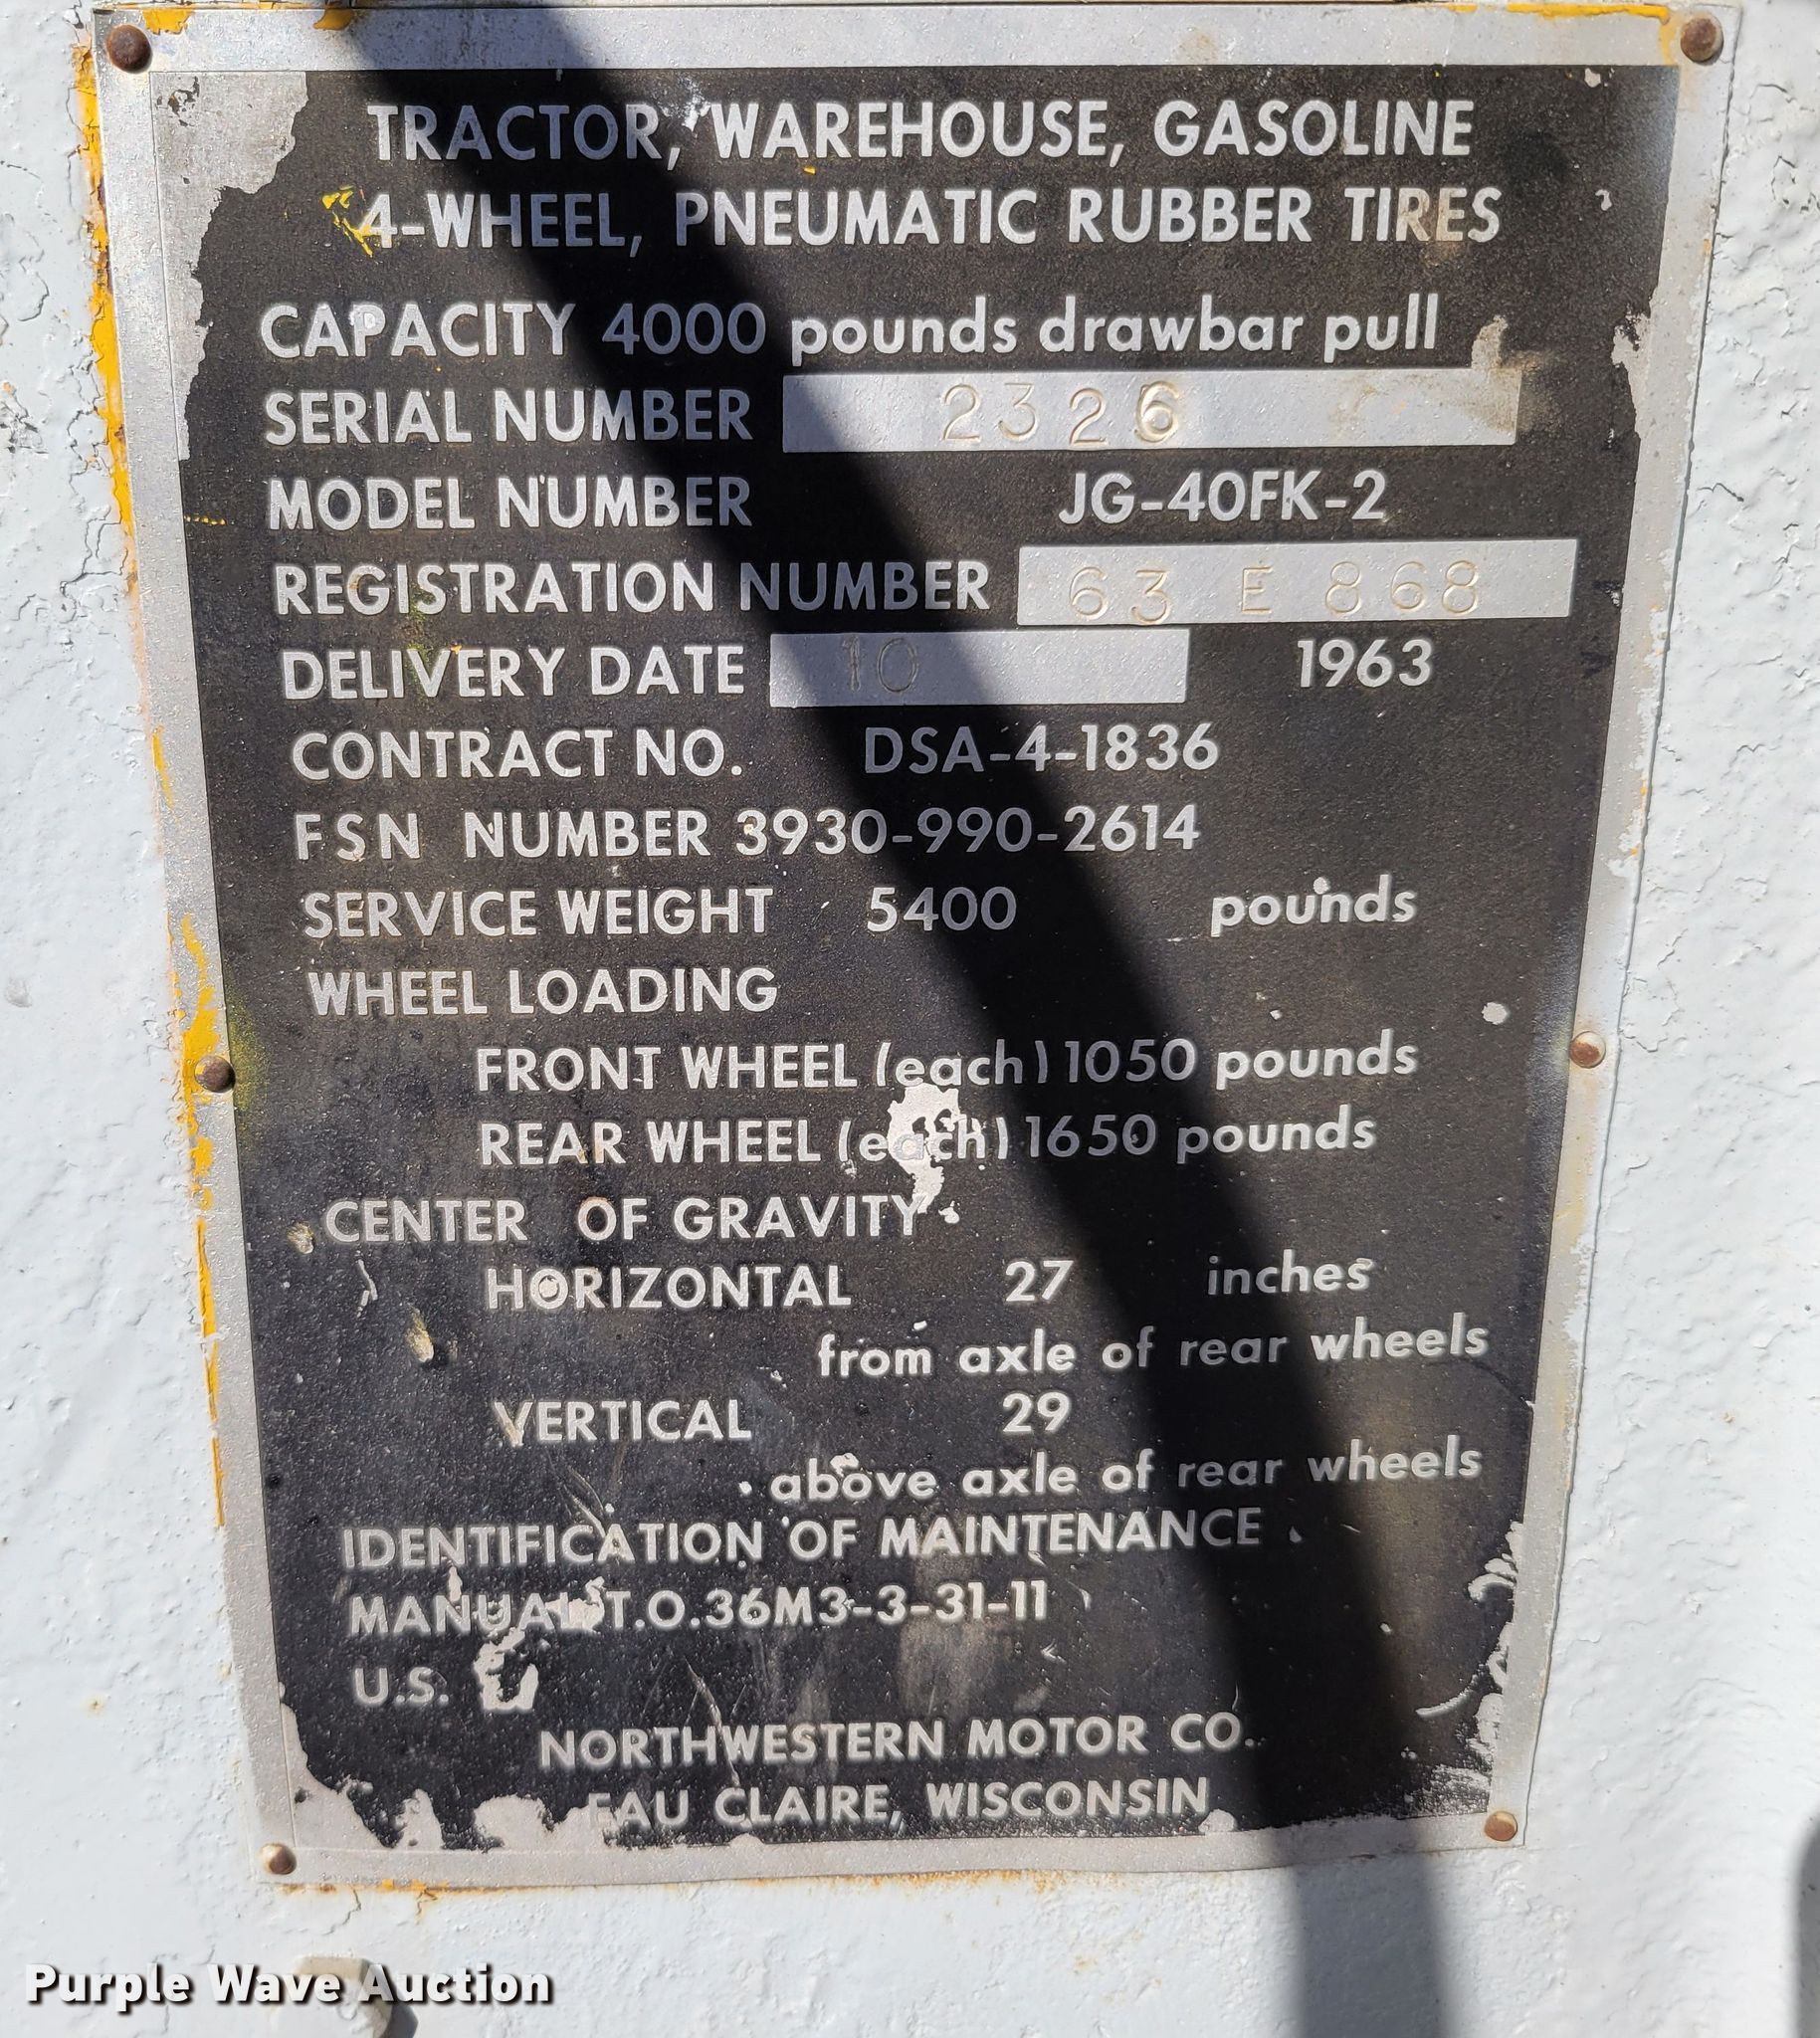 TRACTOR, WAREHOUSE, GASOLINE
4-WHEEL, PNEUMATIC RUBBER TIRES
CAPACITY 4000 pounds drawbar pull
SERIAL NUMBER 2326
MODEL NUMBER JG-40FK-2
REGISTRATION NUMBER 63 E 868
DELIVERY DATE 10 1963
CONTRACT NO. DSA-4-1836
FSN NUMBER 3930-990-2614
SERVICE WEIGHT 5400 pounds
WHEEL LOADING
FRONT WHEEL (each) 1050 pounds
REAR WHEEL (each) 1650 pounds
CENTER OF GRAVITY
HORIZONTAL 27 inches
from axle of rear wheels
VERTICAL 29
above axle of rear wheels
IDENTIFICATION OF MAINTENANCE
MANUAL T.O.36M3-3-31-11
U.S.
NORTHWESTERN MOTOR CO.
EAU CLAIRE, WISCONSIN
Purple Wave Auction